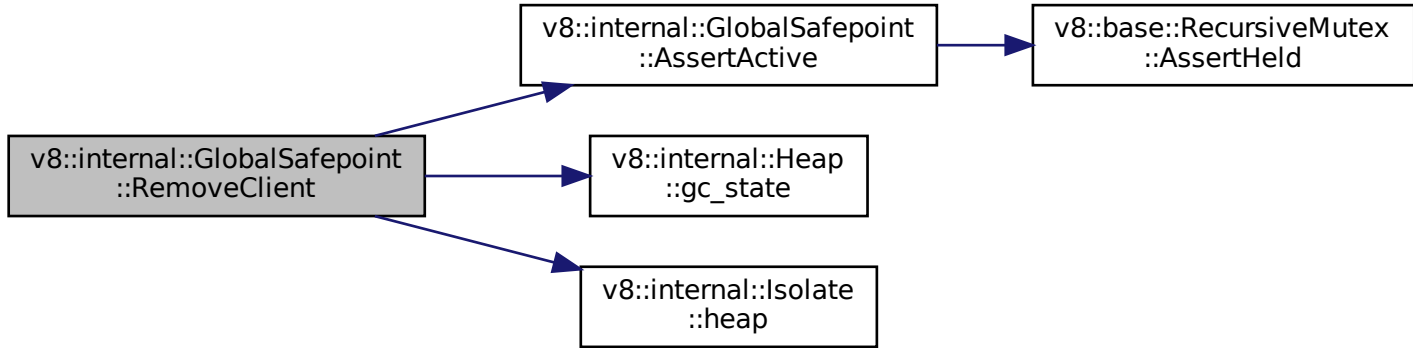 v8::internal::GlobalSafepoint
::AssertActive
v8::base::RecursiveMutex
::AssertHeld
v8::internal::GlobalSafepoint
::RemoveClient
v8::internal::Heap
::gc_state
v8::internal::Isolate
::heap